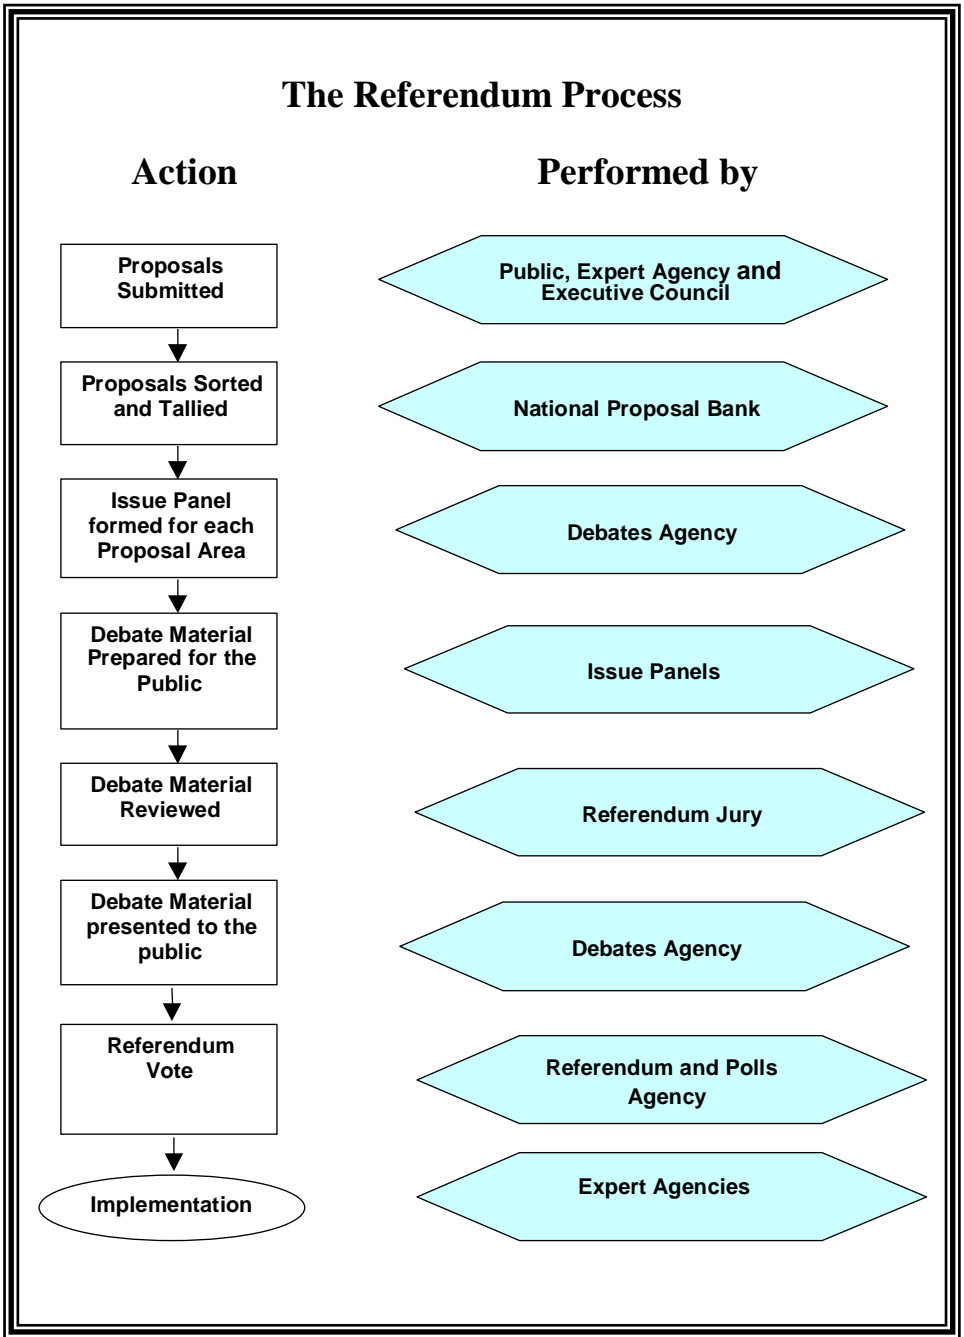 The Referendum Process
Action
Performed by
Proposals
Submitted
Public, Expert Agency and
Executive Council
Proposals Sorted
and Tallied
National Proposal Bank
Issue Panel
formed for each
Proposal Area
Debates Agency
Debate Material
Prepared for the
Public
Issue Panels
Debate Material
Reviewed
Referendum Jury
Debate Material
presented to the
public
Debates Agency
Referendum
Vote
Referendum and Polls
Agency
Implementation
Expert Agencies